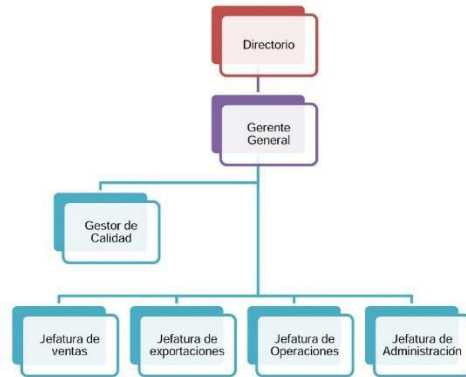 Directorio
Gerente
General
Gestor de
Calidad
Jefatura de
ventas
Jefatura de
exportaciones
Jefatura de
Operaciones
Jefatura de
Administración